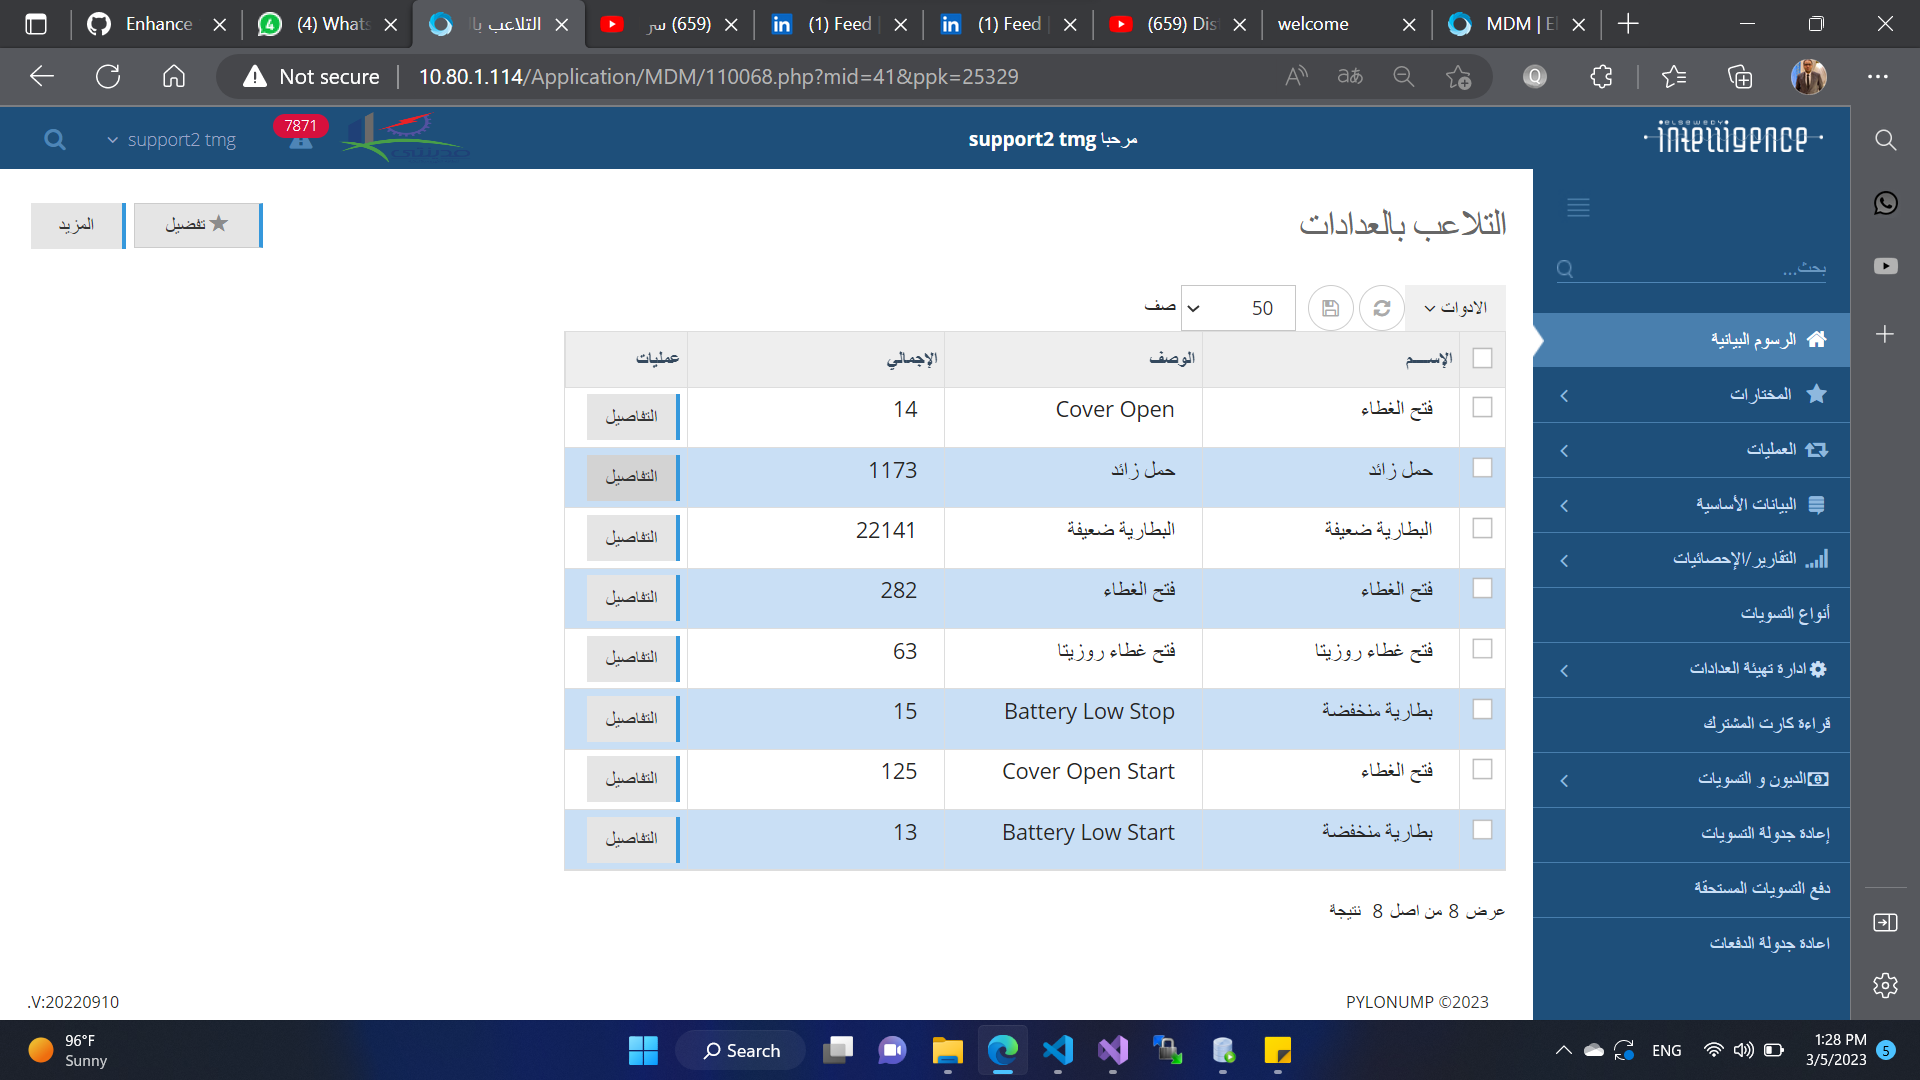 Enhance
(4) Whats
التلاعب با
(659) سر
(1) Feed
(1) Feed
(659) Dis
welcome
MDM | El
Not secure
10.80.1.114/Application/MDM/110068.php?mid=41&ppk=25329
support2 tmg
7871
مرحبا support2 tmg
ELSEWEDY
intelligence
التلاعب بالعدادات
تفضيل
المزيد
بحث...
الادوات
50
صف
الإســـم
الوصف
الإجمالي
عمليات
فتح الغطاء
Cover Open
14
التفاصيل
حمل زائد
حمل زائد
1173
التفاصيل
البطارية ضعيفة
البطارية ضعيفة
22141
التفاصيل
فتح الغطاء
فتح الغطاء
282
التفاصيل
فتح غطاء روزيتا
فتح غطاء روزيتا
63
التفاصيل
بطارية منخفضة
Battery Low Stop
15
التفاصيل
فتح الغطاء
Cover Open Start
125
التفاصيل
بطارية منخفضة
Battery Low Start
13
التفاصيل
عرض 8 من اصل 8 نتيجة
الرسوم البيانية
المختارات
العمليات
البيانات الأساسية
التقارير/الإحصائيات
أنواع التسويات
ادارة تهيئة العدادات
قراءة كارت المشترك
الديون و التسويات
إعادة جدولة التسويات
دفع التسويات المستحقة
اعادة جدولة الدفعات
.V:20220910
PYLONUMP ©2023
96°F
Sunny
Search
ENG
1:28 PM
3/5/2023
5